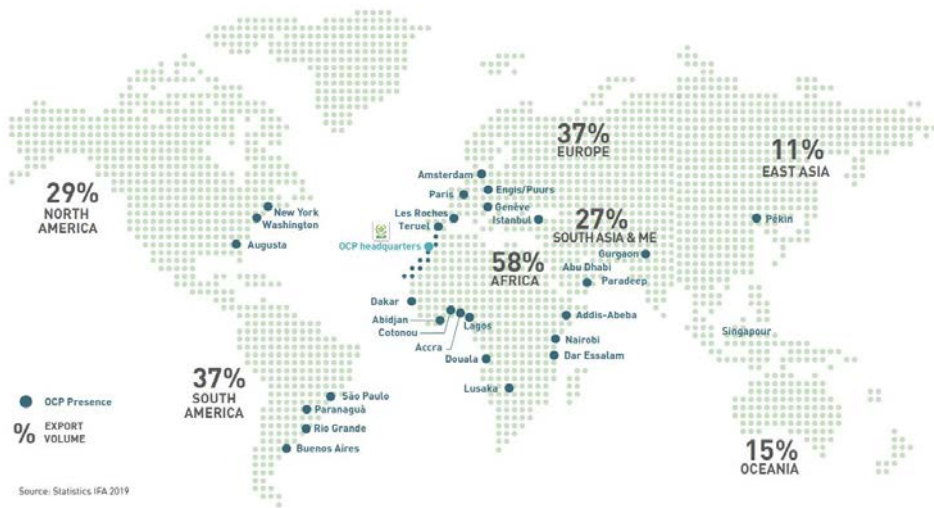 37%
EUROPE
11%
EAST ASIA
Amsterdam
29%
NORTH
AMERICA
Paris
Engis/Puurs
New York
Washington
Les Roches
Genève
Teruel
Istanbul
27%
SOUTH ASIA & ME
Pékin
Augusta
OCP headquarters
58%
AFRICA
Gurgaon
Abu Dhabi
Paradeep
Dakar
Abidjan
Cotonou
Accra
Lagos
Addis-Abeba
Nairobi
Dar Essalam
Singapour
Douala
Lusaka
37%
SOUTH
AMERICA
São Paulo
Paranaguà
Rio Grande
Buenos Aires
OCP Presence
% EXPORT
VOLUME
15%
OCEANIA
Source: Statistics IFA 2019